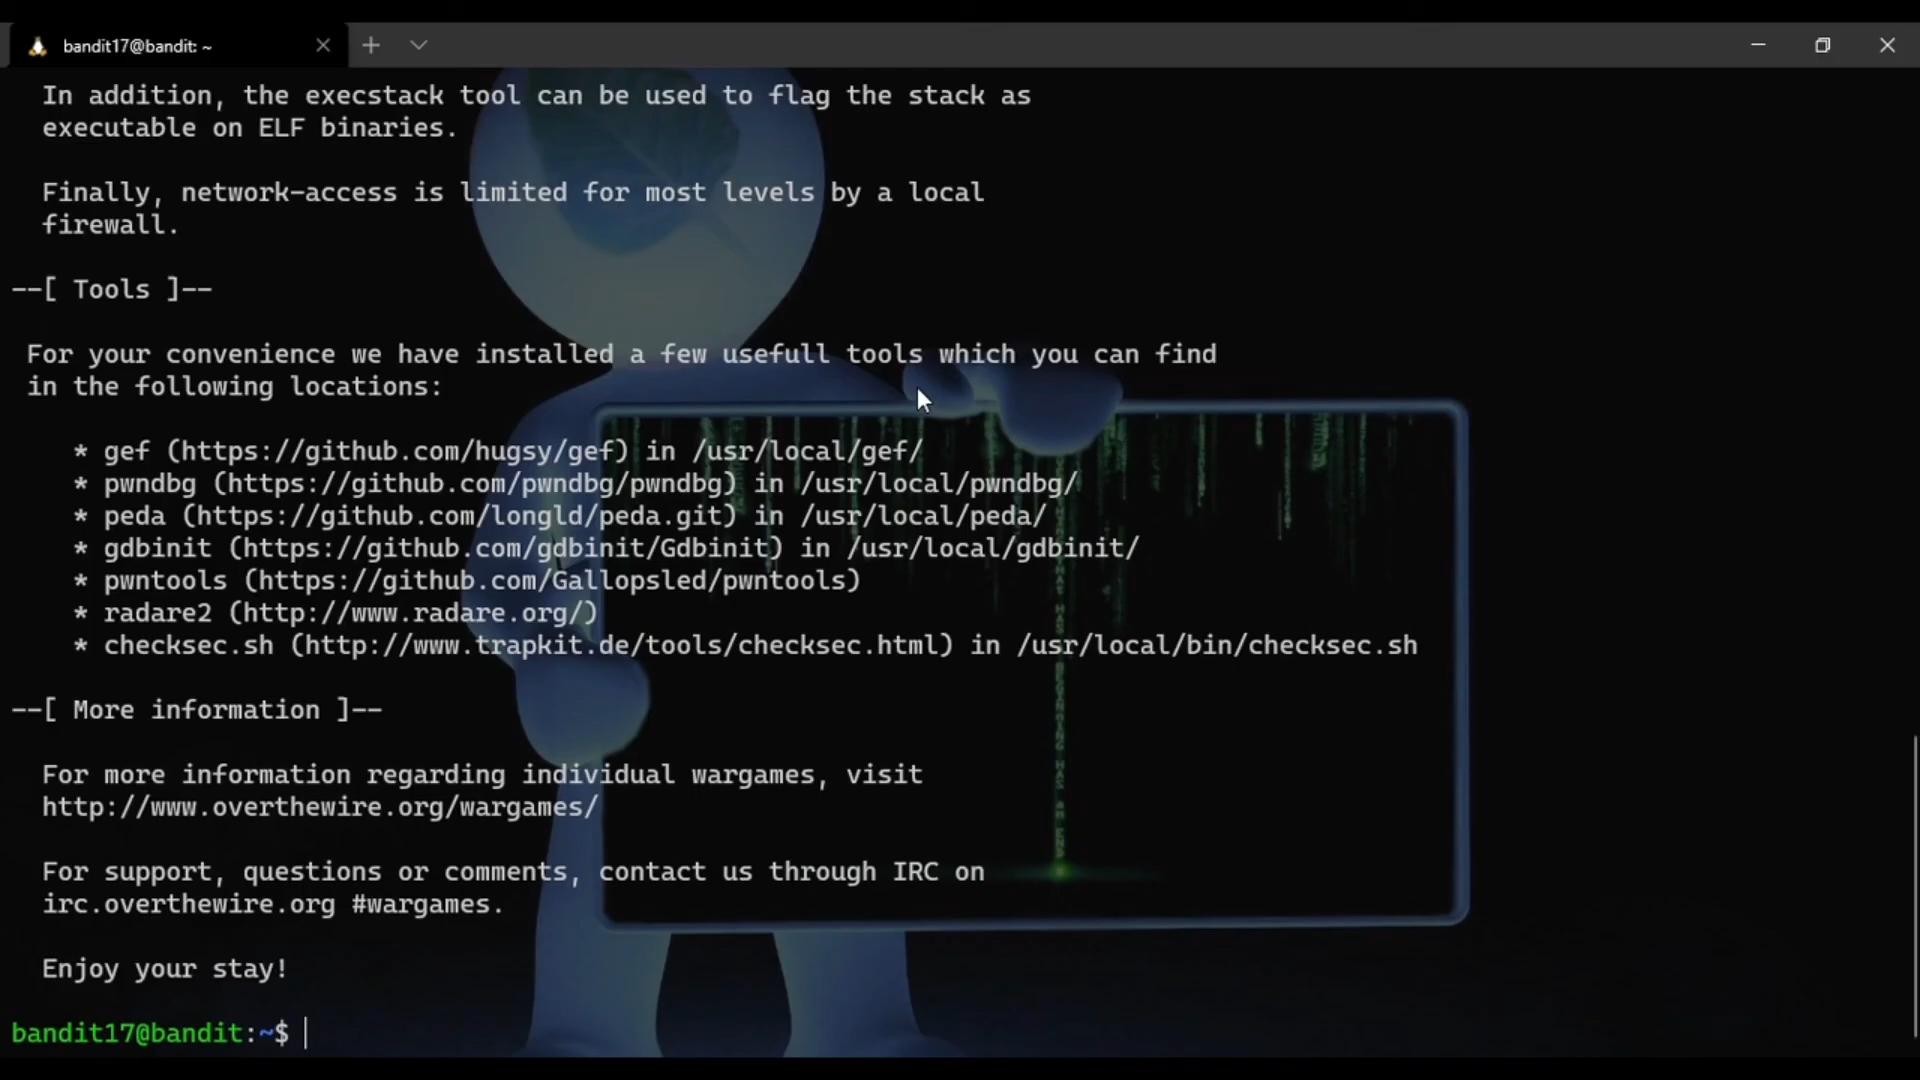 bandit17@bandit: ~
In addition, the execstack tool can be used to flag the stack as
executable on ELF binaries.
Finally, network-access is limited for most levels by a local
firewall.
--[ Tools ]--
For your convenience we have installed a few usefull tools which you can find
in the following locations:
* gef (https://github.com/hugsy/gef) in /usr/local/gef/
* pwndbg (https://github.com/pwndbg/pwndbg) in /usr/local/pwndbg/
* peda (https://github.com/longld/peda.git) in /usr/local/peda/
* gdbinit (https://github.com/gdbinit/Gdbinit) in /usr/local/gdbinit/
* pwntools (https://github.com/Gallopsled/pwntools)
* radare2 (http://www.radare.org/)
* checksec.sh (http://www.trapkit.de/tools/checksec.html) in /usr/local/bin/checksec.sh
--[ More information ]--
For more information regarding individual wargames, visit
http://www.overthewire.org/wargames/
For support, questions or comments, contact us through IRC on
irc.overthewire.org #wargames.
Enjoy your stay!
bandit17@bandit:~$